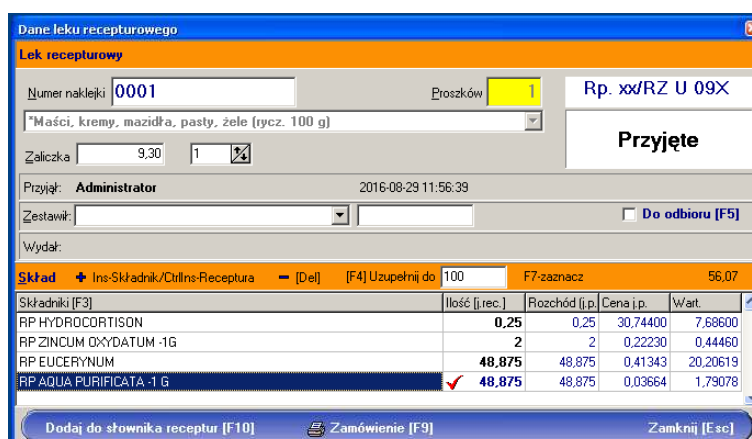 Dane leku recepturowego
Lek recepturowy
Numer naklejki 0001 Proszków 1 Rp. xx/RZ U 09X
*Maści, kremy, mazidła, pasty, żele (rycz. 100 g)
Przyjęte
Zaliczka 9,30 1
Przyjął: Administrator 2016-08-29 11:56:39
Zestawił: Do odbioru [F5]
Wydał:
Skład + Ins-Składnik/CtrlIns-Receptura − [Del] [F4] Uzupełnij do 100 F7-zaznacz 56,07
Składniki [F3] Ilość [j.rec.] Rozchód (j.p. Cena j.p. Wart.
RP HYDROCORTISON 0,25 0,25 30,74400 7,68600
RP ZINCUM OXYDATUM -1G 2 2 0,22230 0,44460
RP EUCERYNUM 48,875 48,875 0,41343 20,20619
RP AQUA PURIFICATA -1 G 48,875 48,875 0,03664 1,79078
Dodaj do słownika receptur [F10] Zamówienie [F9] Zamknij [Esc]